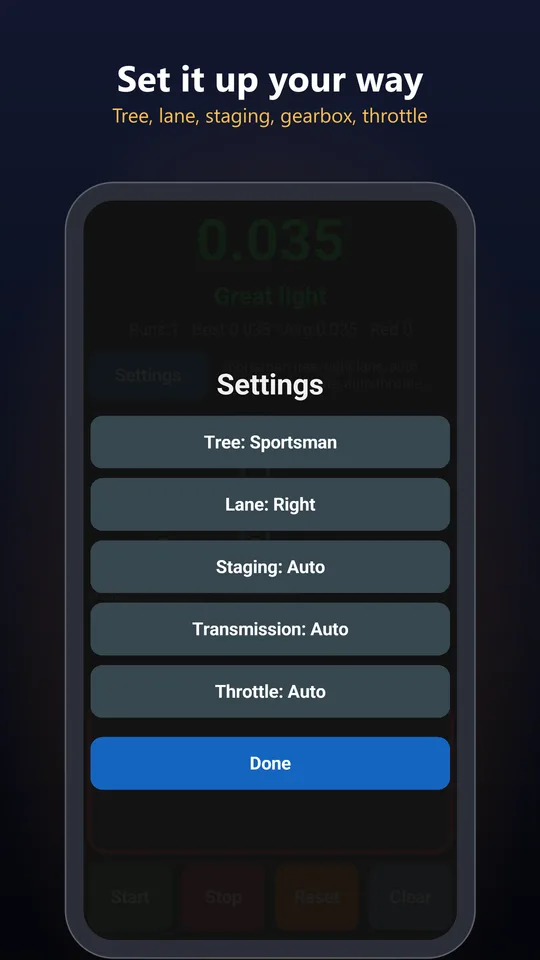 Set it up your way
Tree, lane, staging, gearbox, throttle
0.035
Great light
Settings
Settings
Tree: Sportsman
Lane: Right
Staging: Auto
Transmission: Auto
Throttle: Auto
Done
Start
Stop
Reset
Clear